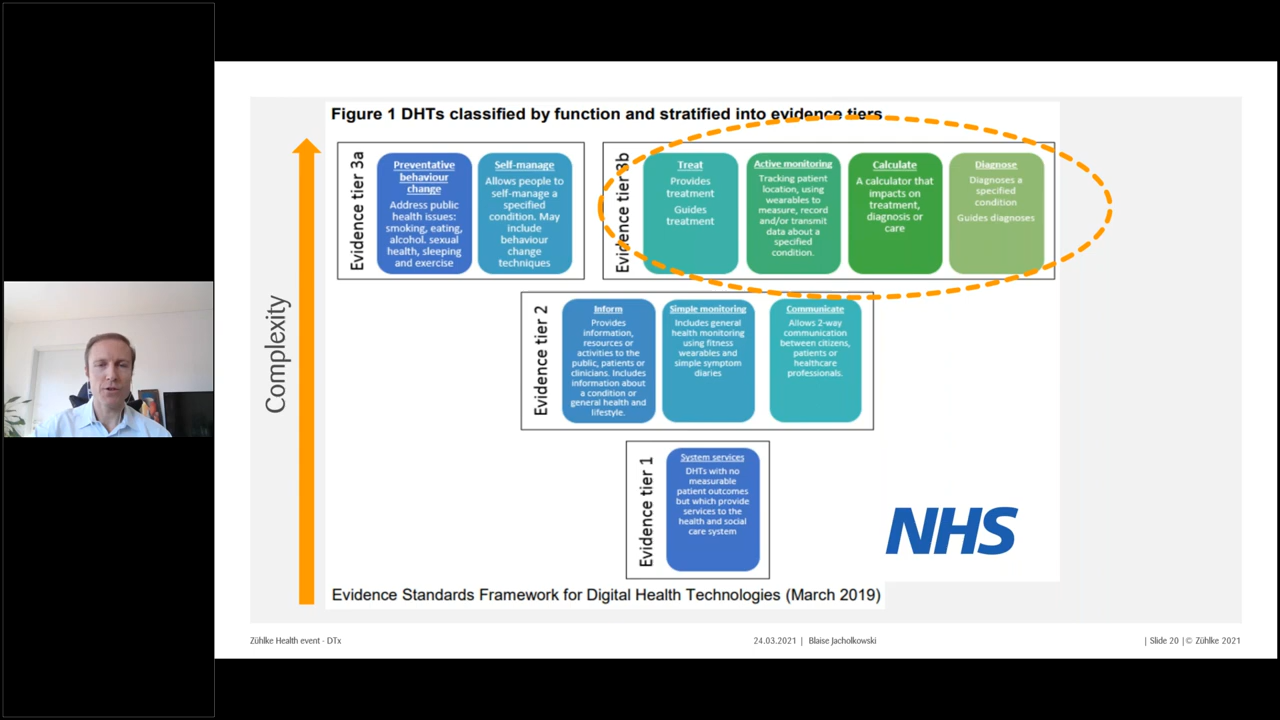 Figure 1 DHTs classified by function and stratified into evidence tiers
Complexity
Evidence tier 3a
Preventative
behaviour
change
Address public
health issues:
smoking, eating,
alcohol. sexual
health, sleeping
and exercise
Self-manage
Allows people to
self-manage a
specified
condition. May
include
behaviour
change
techniques
Evidence tier 3b
Treat
Provides
treatment
Guides
treatment
Active monitoring
Tracking patient
location, using
wearables to
measure, record
and/or transmit
data about a
specified
condition.
Calculate
A calculator that
impacts on
treatment,
diagnosis or
care
Diagnose
Diagnoses a
specified
condition
Guides diagnoses
Evidence tier 2
Inform
Provides
information,
resources or
activities to the
public, patients or
clinicians. Includes
information about
a condition or
general health and
lifestyle.
Simple monitoring
Includes general
health monitoring
using fitness
wearables and
simple symptom
diaries
Communicate
Allows 2-way
communication
between citizens,
patients or
healthcare
professionals.
Evidence tier 1
System services
DHTs with no
measurable
patient outcomes
but which provide
services to the
health and social
care system
NHS
Evidence Standards Framework for Digital Health Technologies (March 2019)
Zühlke Health event - DTx
24.03.2021 | Blaise Jacholkowski
| Slide 20 | © Zühlke 2021